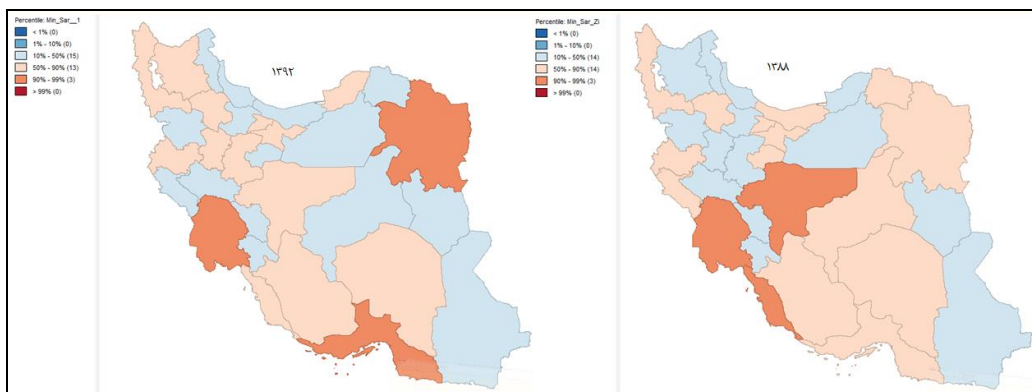 Percentile: Min_Sar__1
< 1% (0)
1% - 10% (0)
10% - 50% (15)
50% - 90% (13)
90% - 99% (3)
> 99% (0)
۱۳۹۲
Percentile: Min_Sar_Zi
< 1% (0)
1% - 10% (0)
10% - 50% (14)
50% - 90% (14)
90% - 99% (3)
> 99% (0)
۱۳۸۸